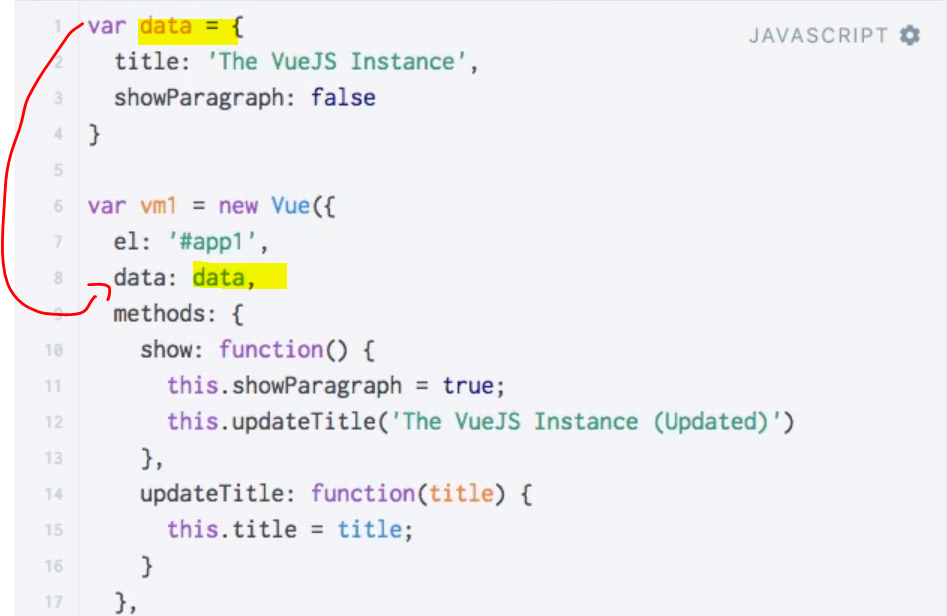 JAVASCRIPT
1 var data = {
2 title: 'The VueJS Instance',
3 showParagraph: false
4 }
5
6 var vm1 = new Vue({
7 el: '#app1',
8 data: data,
9 methods: {
10 show: function() {
11 this.showParagraph = true;
12 this.updateTitle('The VueJS Instance (Updated)')
13 },
14 updateTitle: function(title) {
15 this.title = title;
16 }
17 },